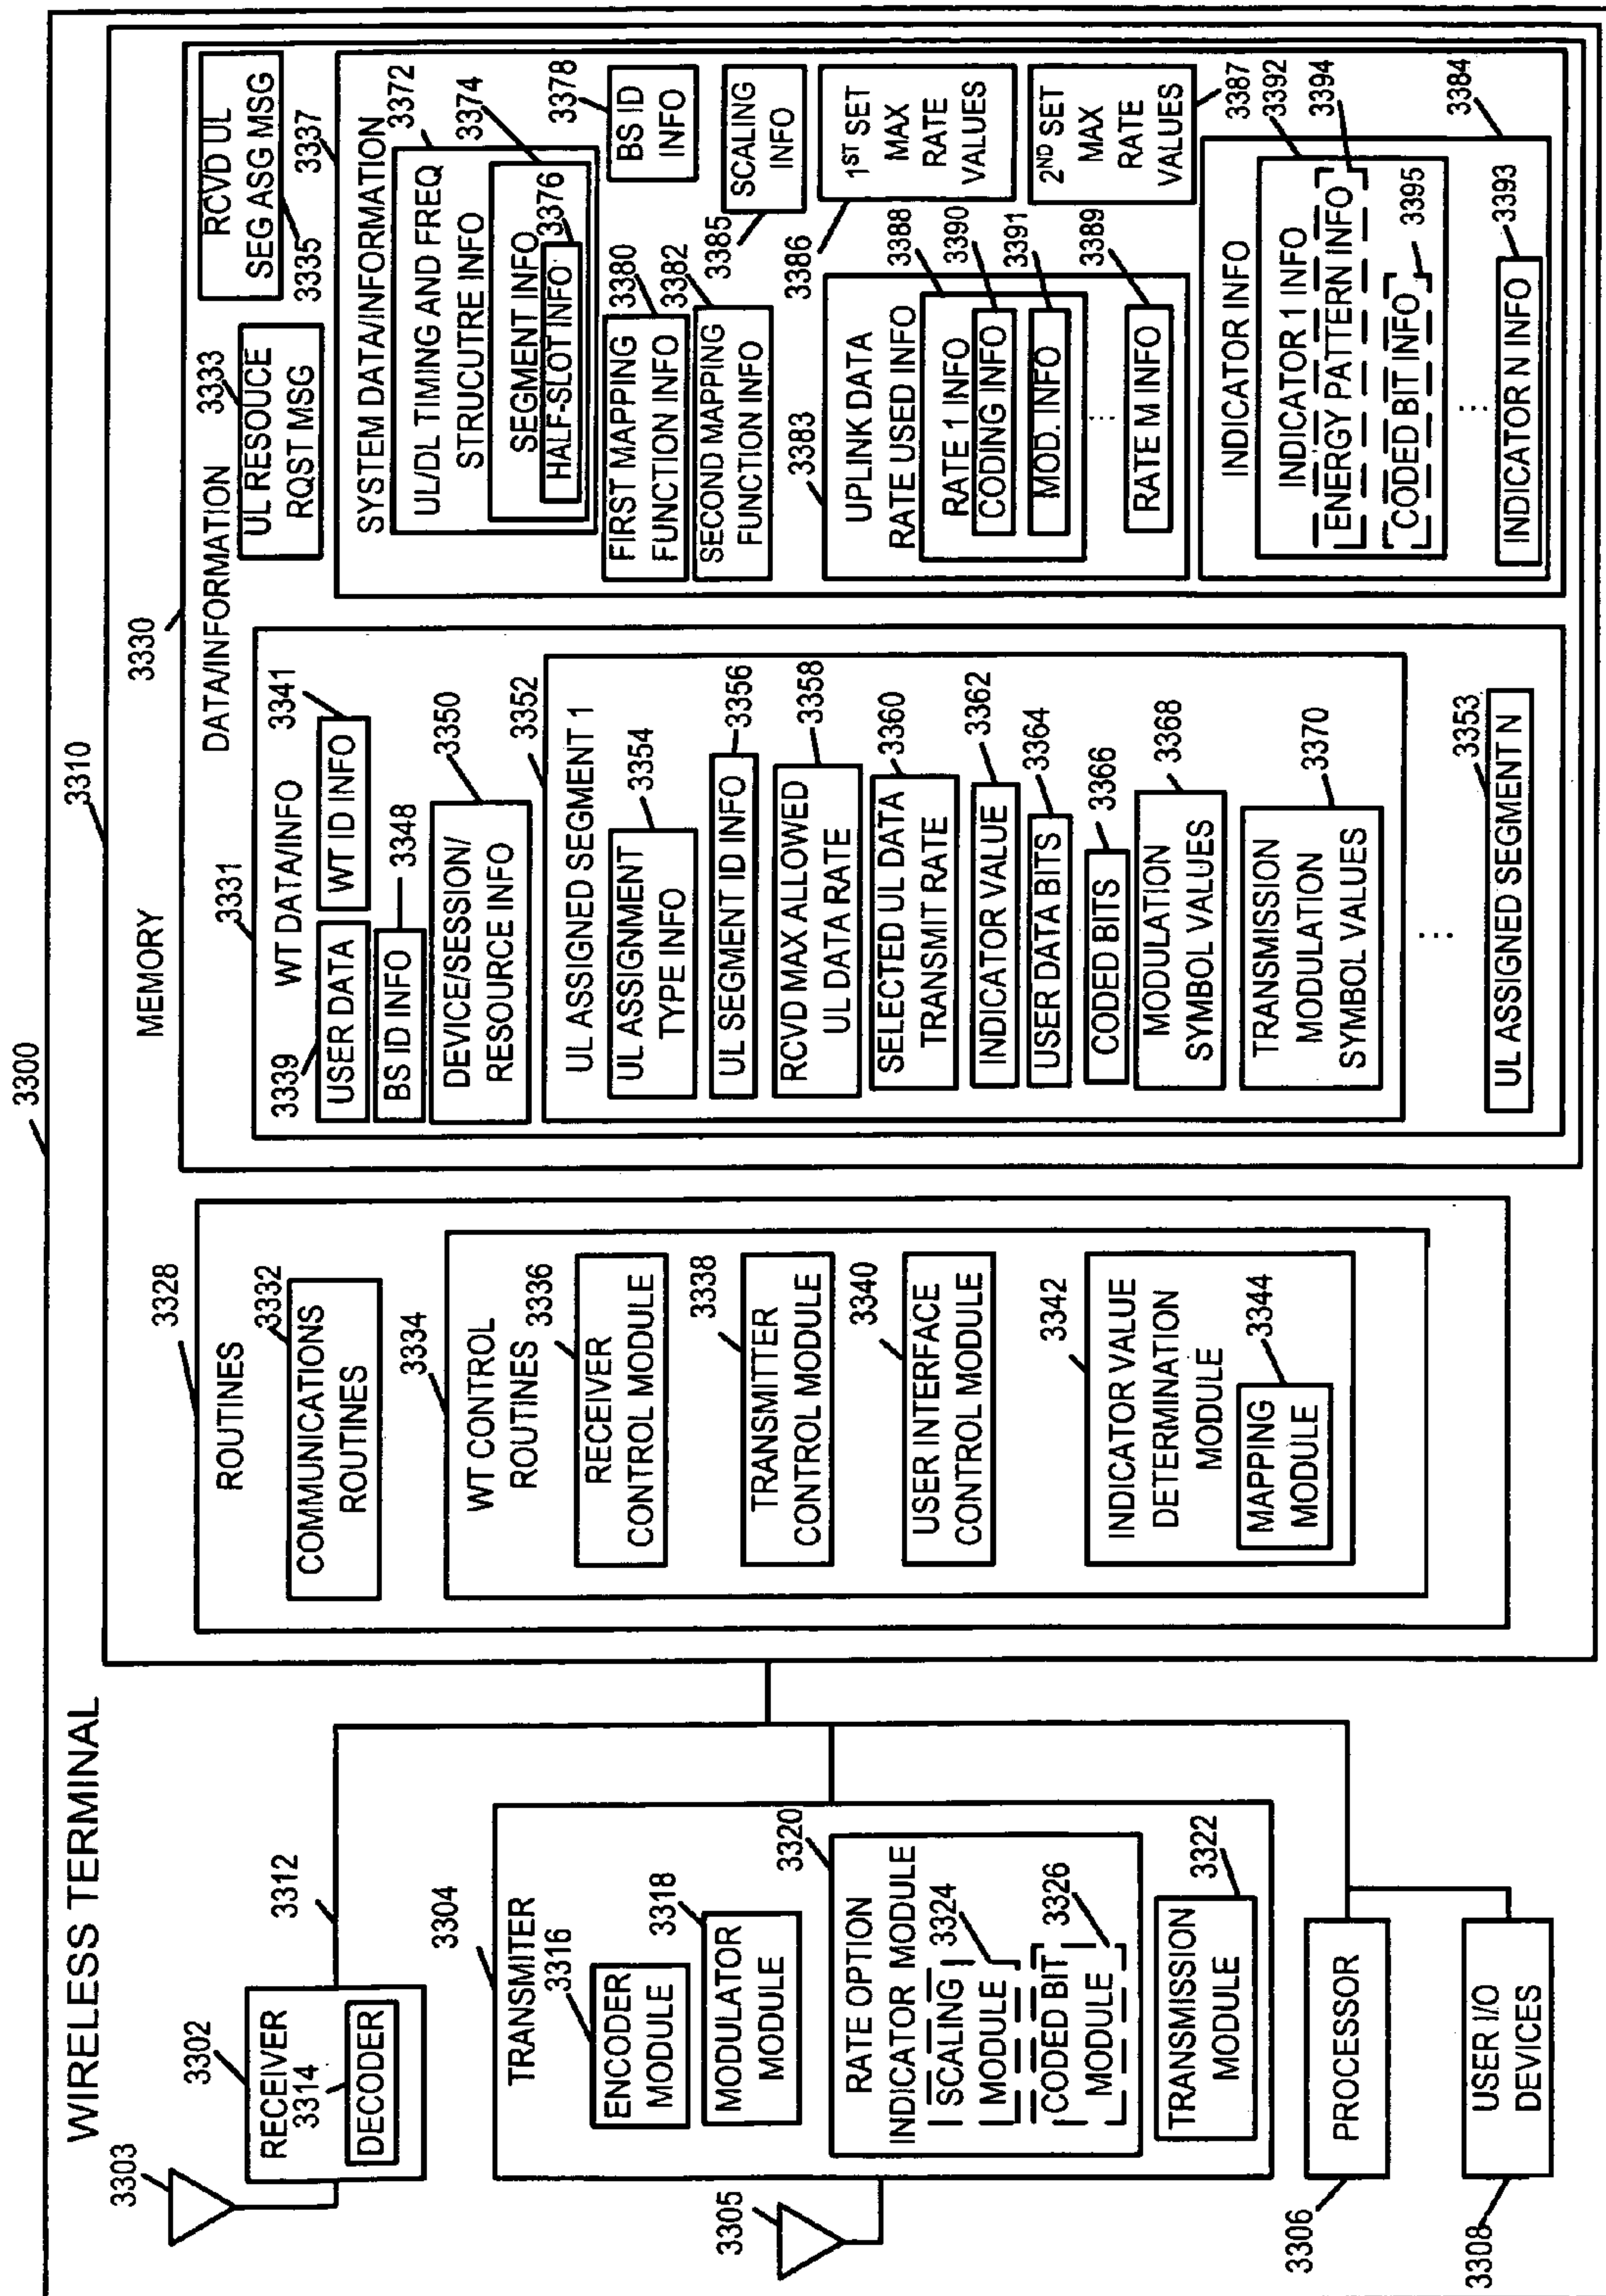 3300
WIRELESS TERMINAL
3303
3302
RECEIVER
3314
DECODER
3312
3305
3304
TRANSMITER
3316
ENCODER
MODULE
3318
MODULATOR
MODULE
3320
RATE OPTION
INDICATOR MODULE
3324
SCALING
MODULE
3326
CODED BIT
MODULE
3322
TRANSMISSION
MODULE
3306
PROCESSOR
3308
USER I/O
DEVICES
3310
MEMORY
3328
ROUTINES
3332
COMMUNICATIONS
ROUTINES
3334
WT CONTROL
ROUTINES
3336
RECEIVER
CONTROL MODULE
3338
TRANSMITTER
CONTROL MODULE
3340
USER INTERFACE
CONTROL MODULE
3342
INDICATOR VALUE
DETERMINATION
MODULE
3344
MAPPING
MODULE
3330
DATA/INFORMATION
3331
WT DATA/INFO
3339
USER DATA
3341
WT ID INFO
3348
BS ID INFO
3350
DEVICE/SESSION/
RESOURCE INFO
3352
UL ASSIGNED SEGMENT 1
3354
UL ASSIGNMENT
TYPE INFO
3356
UL SEGMENT ID INFO
3358
RCVD MAX ALLOWED
UL DATA RATE
3360
SELECTED UL DATA
TRANSMIT RATE
3362
INDICATOR VALUE
3364
USER DATA BITS
3366
CODED BITS
3368
MODULATION
SYMBOL VALUES
3370
TRANSMISSION
MODULATION
SYMBOL VALUES
...
3353
UL ASSIGNED SEGMENT N
3333
UL RESOUCE
RQST MSG
RCVD UL
SEG ASG MSG
3335
3337
SYSTEM DATA/INFORMATION
3372
UL/DL TIMING AND FREQ
STRUCUTRE INFO
3374
SEGMENT INFO
3376
HALF-SLOT INFO
3378
BS ID
INFO
3380
FIRST MAPPING
FUNCTION INFO
3382
SECOND MAPPING
FUNCTION INFO
3385
SCALING
INFO
3386
1ST SET
MAX
RATE
VALUES
3387
2ND SET
MAX
RATE
VALUES
3383
UPLINK DATA
RATE USED INFO
3388
RATE 1 INFO
3390
CODING INFO
3391
MOD. INFO
...
3389
RATE M INFO
3384
INDICATOR INFO
3392
INDICATOR 1 INFO
3394
ENERGY PATTERN INFO
3395
CODED BIT INFO
...
3393
INDICATOR N INFO